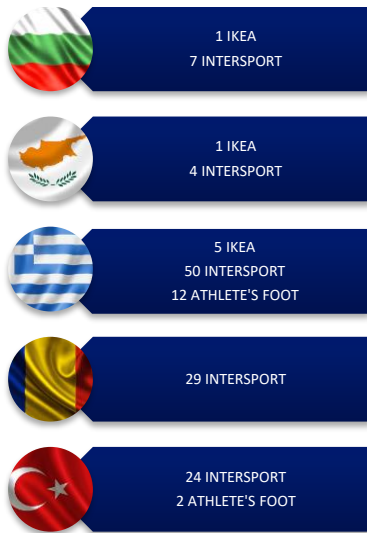 1 IKEA
7 INTERSPORT
1 IKEA
4 INTERSPORT
5 IKEA
50 INTERSPORT
12 ATHLETE'S FOOT
29 INTERSPORT
24 INTERSPORT
2 ATHLETE'S FOOT